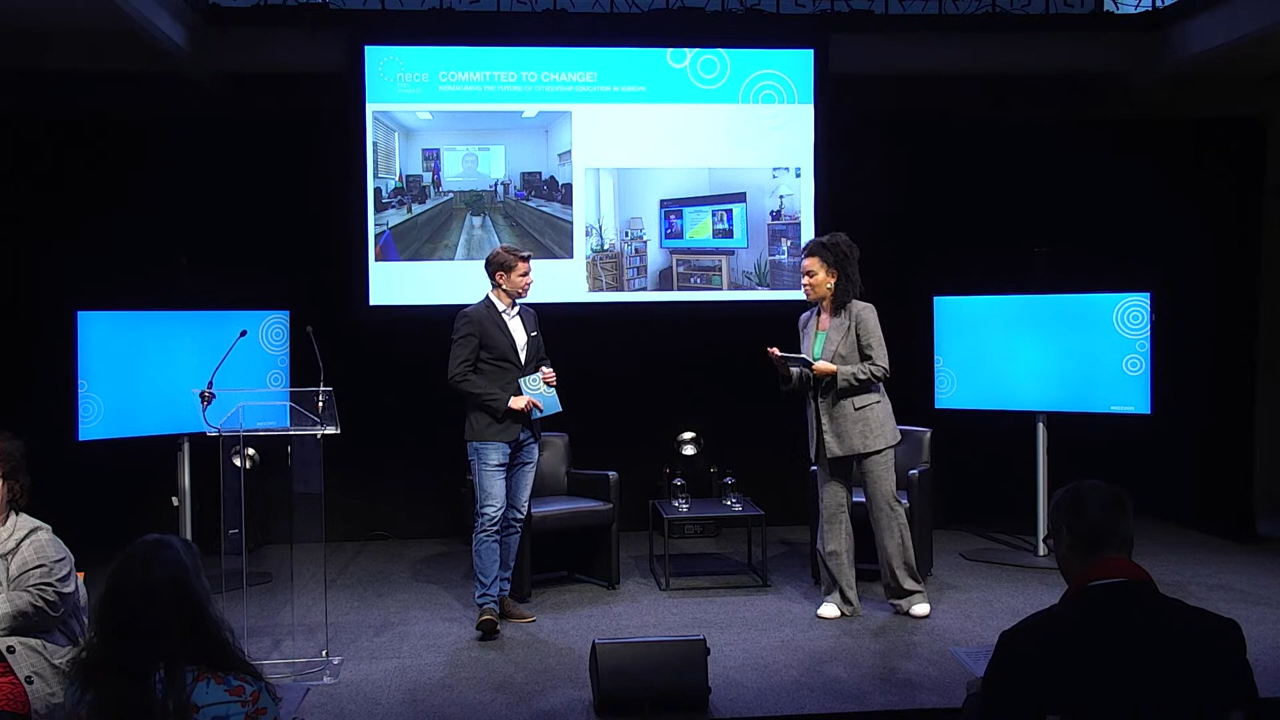 nece
COMMITTED TO CHANGE!
REIMAGINING THE FUTURE OF CITIZENSHIP EDUCATION IN EUROPE